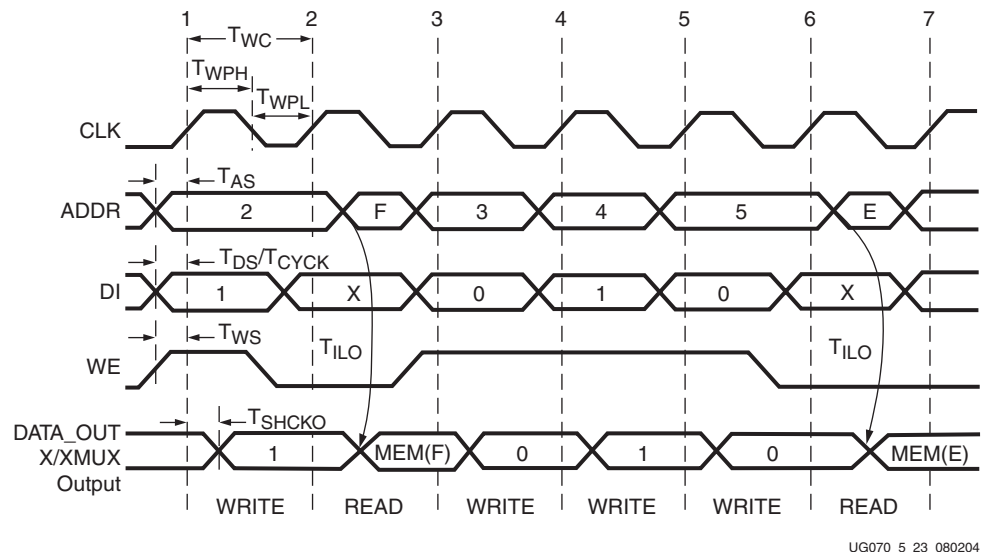 1 2 3 4 5 6 7
TWC
TWPH
TWPL
CLK
TAS
ADDR 2 F 3 4 5 E
TDS/TCYCK
DI 1 X 0 1 0 X
TWS
WE TILO TILO
TSHCKO
DATA_OUT
X/XMUX 1 MEM(F) 0 1 0 MEM(E)
Output
WRITE READ WRITE WRITE WRITE READ
UG070_5_23_080204